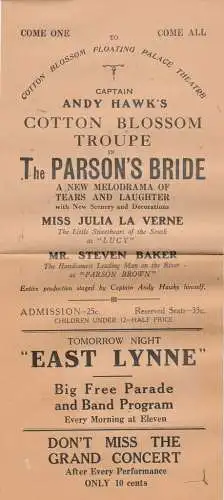 COME ONE COME ALL
TO
COTTON BLOSSOM FLOATING PALACE THEATRE
CAPTAIN
ANDY HAWK'S
COTTON BLOSSOM
TROUPE
IN
The PARSON'S BRIDE
A NEW MELODRAMA OF
TEARS AND LAUGHTER
with New Scenery and Decorations
MISS JULIA LA VERNE
The Little Sweetheart of the South
as "LUCY"
MR. STEVEN BAKER
The Handsomest Leading Man on the River
as "PARSON BROWN"
Entire production staged by Captain Andy Hawks himself.
ADMISSION—25c. Reserved Seats—35c.
CHILDREN UNDER 12—HALF PRICE
TOMORROW NIGHT
"EAST LYNNE"
Big Free Parade
and Band Program
Every Morning at Eleven
DON'T MISS THE
GRAND CONCERT
After Every Performance
ONLY 10 cents